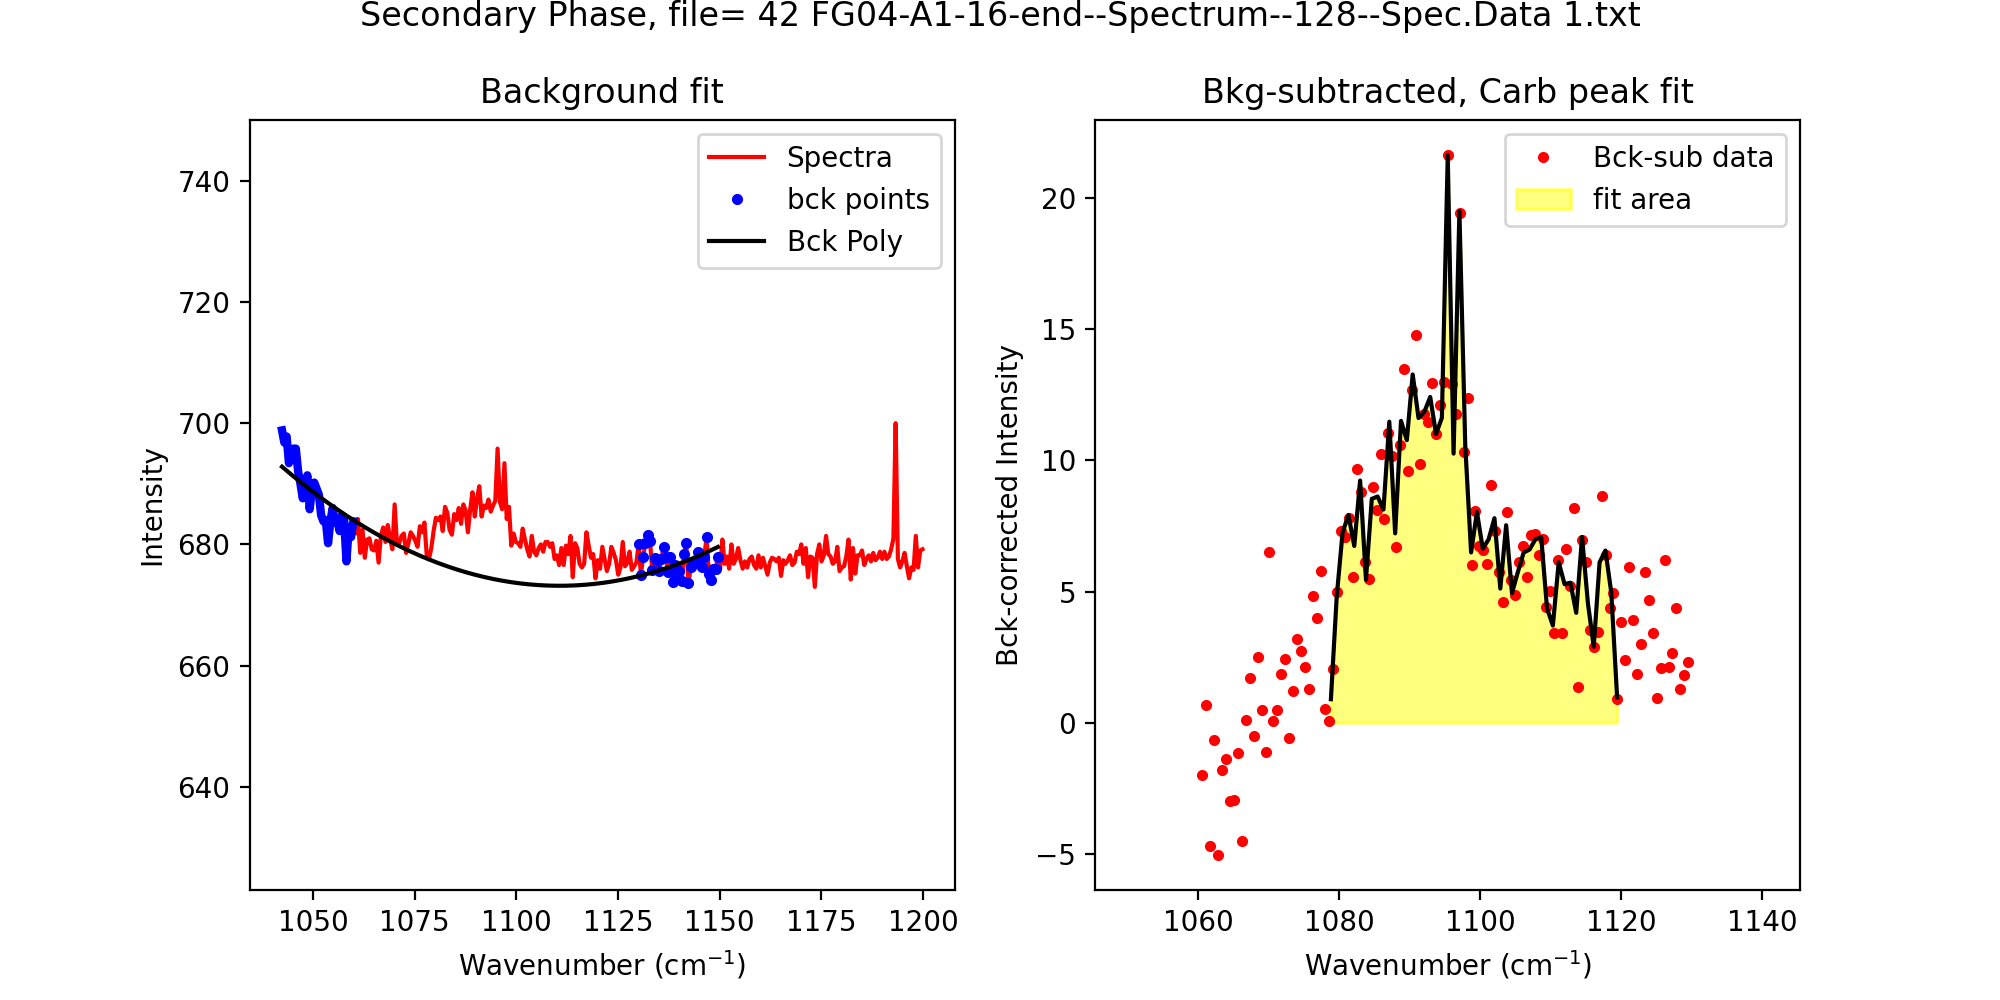 Secondary Phase, file= 42 FG04-A1-16-end--Spectrum--128--Spec.Data 1.txt
Background fit
Spectra
bck points
Bck Poly
740
720
700
680
660
640
Intensity
1050 1075 1100 1125 1150 1175 1200
Wavenumber (cm⁻¹)
Bkg-subtracted, Carb peak fit
Bck-sub data
fit area
20
15
10
5
0
−5
Bck-corrected Intensity
1060 1080 1100 1120 1140
Wavenumber (cm⁻¹)